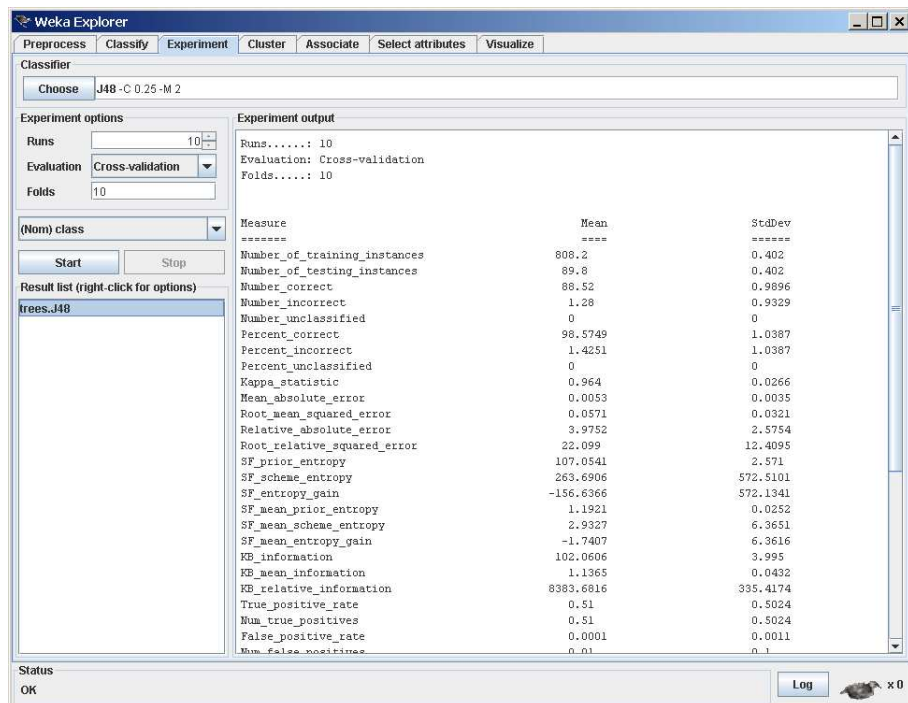 Weka Explorer
Preprocess Classify Experiment Cluster Associate Select attributes Visualize
Classifier
Choose J48 -C 0.25 -M 2
Experiment options
Runs 10
Evaluation Cross-validation
Folds 10
(Nom) class
Start Stop
Result list (right-click for options)
trees.J48
Experiment output
Runs......: 10
Evaluation: Cross-validation
Folds.....: 10
Measure Mean StdDev
======= ==== ======
Number_of_training_instances 808.2 0.402
Number_of_testing_instances 89.8 0.402
Number_correct 88.52 0.9896
Number_incorrect 1.28 0.9329
Number_unclassified 0 0
Percent_correct 98.5749 1.0387
Percent_incorrect 1.4251 1.0387
Percent_unclassified 0 0
Kappa_statistic 0.964 0.0266
Mean_absolute_error 0.0053 0.0035
Root_mean_squared_error 0.0571 0.0321
Relative_absolute_error 3.9752 2.5754
Root_relative_squared_error 22.099 12.4095
SF_prior_entropy 107.0541 2.571
SF_scheme_entropy 263.6906 572.5101
SF_entropy_gain -156.6366 572.1341
SF_mean_prior_entropy 1.1921 0.0252
SF_mean_scheme_entropy 2.9327 6.3651
SF_mean_entropy_gain -1.7407 6.3616
KB_information 102.0606 3.995
KB_mean_information 1.1365 0.0432
KB_relative_information 8383.6816 335.4174
True_positive_rate 0.51 0.5024
Num_true_positives 0.51 0.5024
False_positive_rate 0.0001 0.0011
Num_false_positives 0.01 0.1
Status
OK
Log
x 0